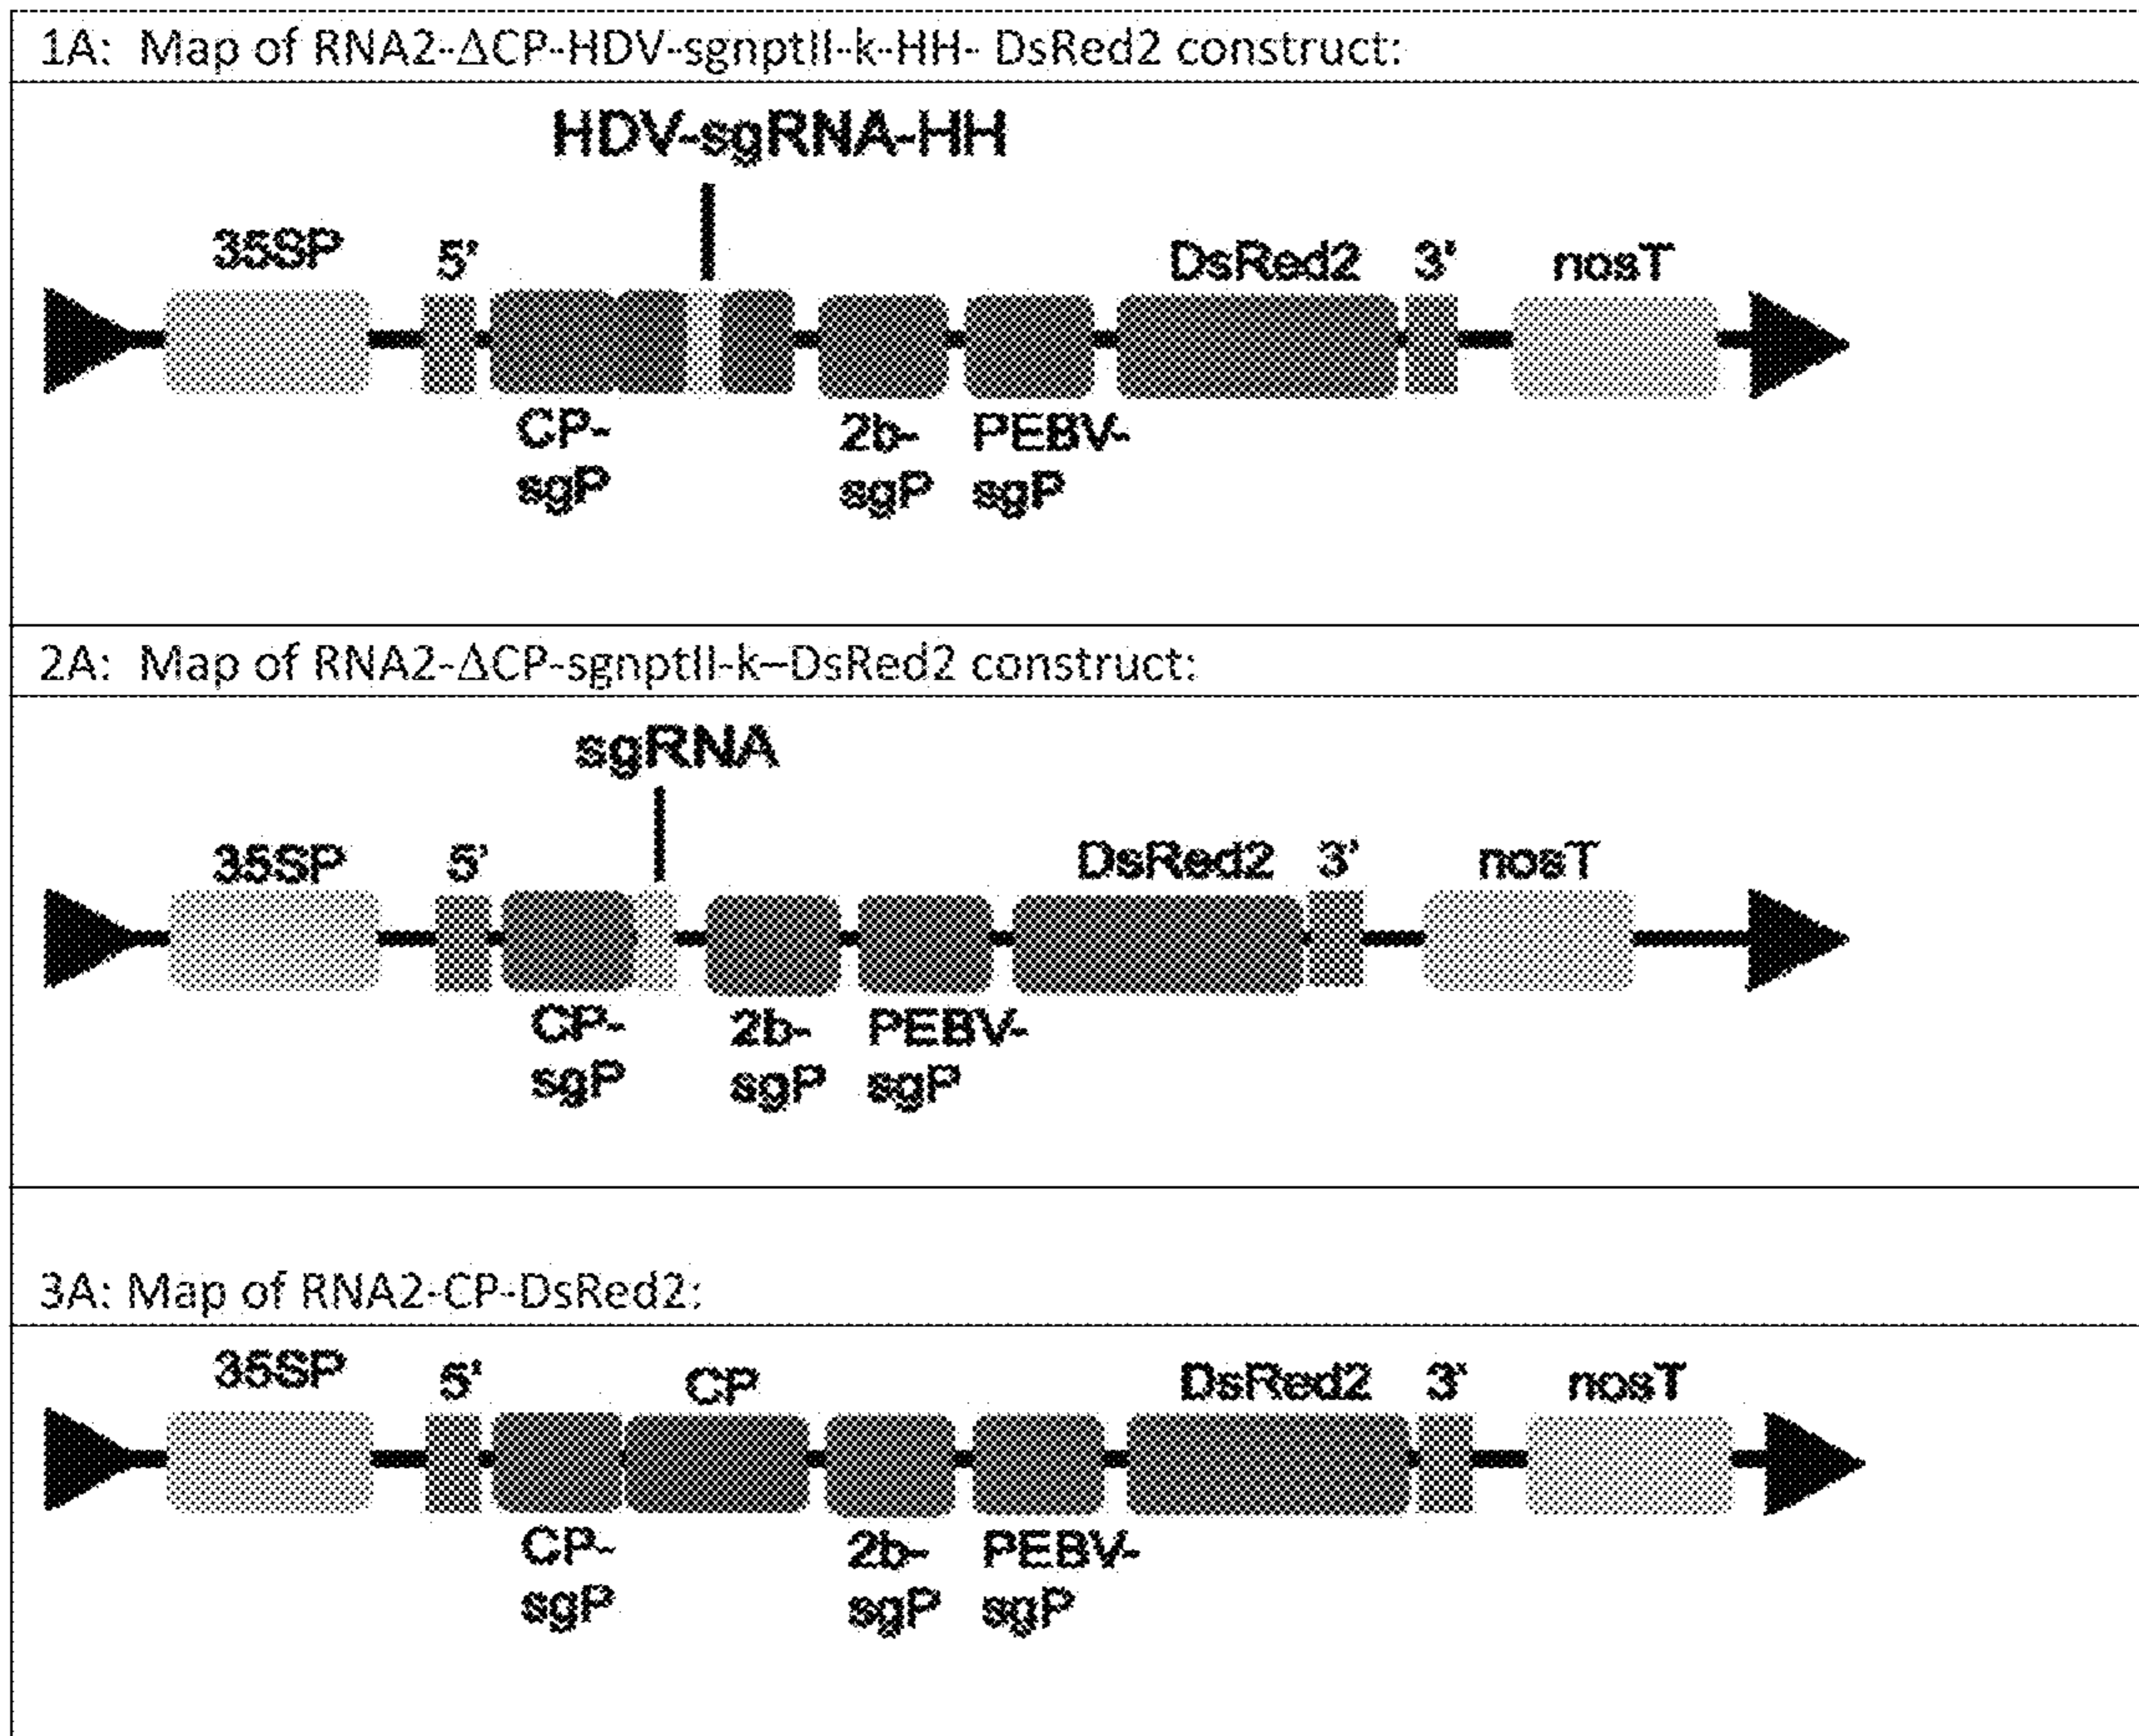 1A: Map of RNA2-ΔCP-HDV-sgnptII-k-HH- DsRed2 construct:
HDV-sgRNA-HH
35SP 5' DsRed2 3' nosT
CP- 2b- PEBV-
sgP sgP sgP
2A: Map of RNA2-ΔCP-sgnptII-k–DsRed2 construct:
sgRNA
35SP 5' DsRed2 3' nosT
CP- 2b- PEBV-
sgP sgP sgP
3A: Map of RNA2-CP-DsRed2:
35SP 5' CP DsRed2 3' nosT
CP- 2b- PEBV-
sgP sgP sgP